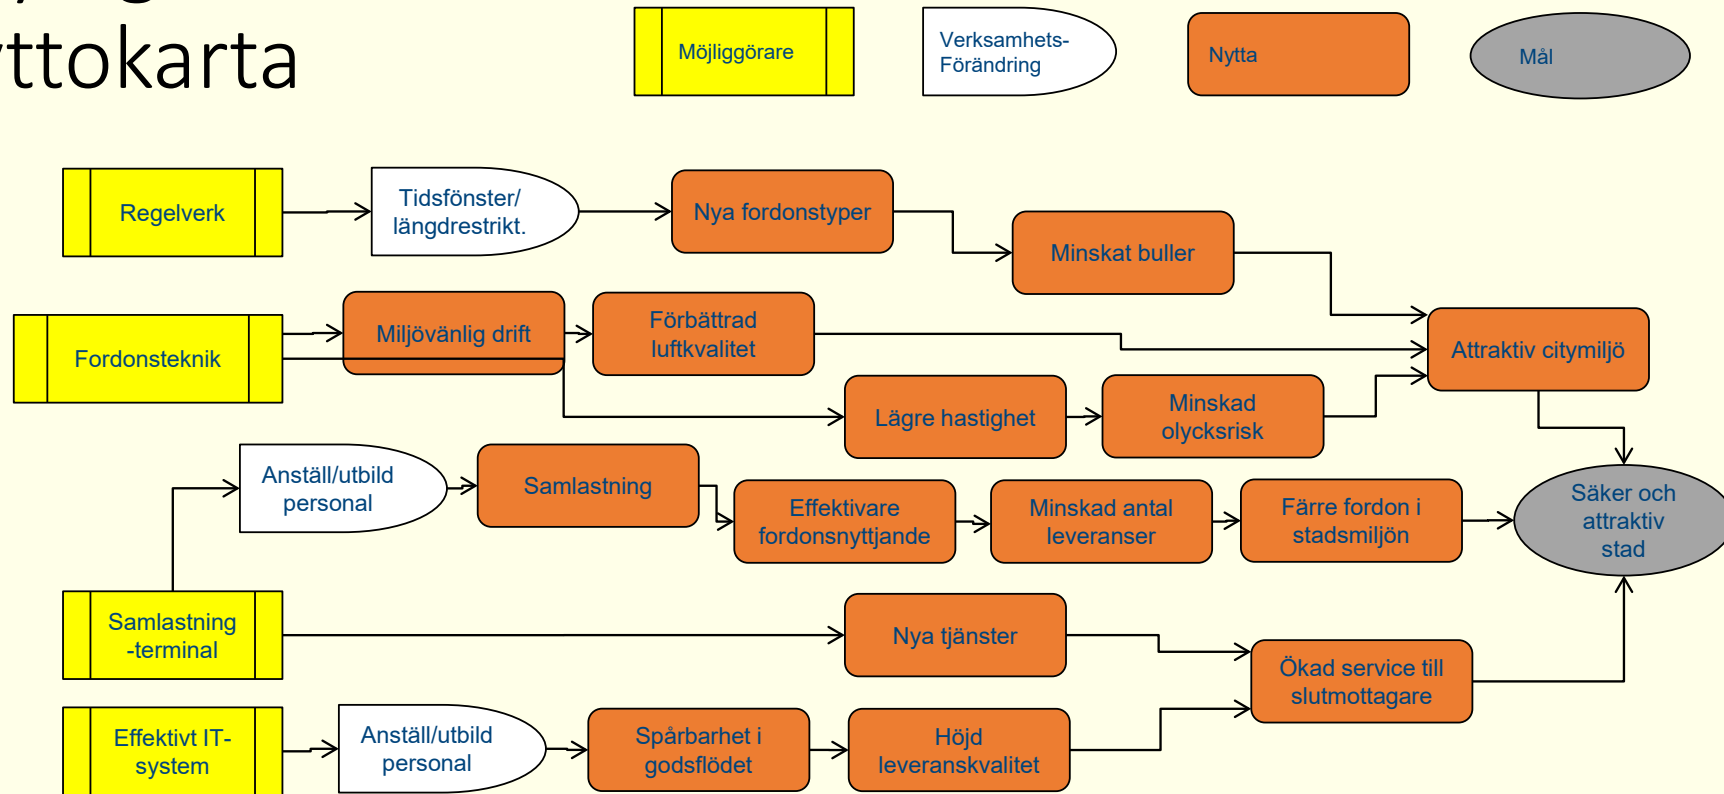 ttokarta
Möjliggörare
Verksamhets-
Förändring
Nytta
Mål
Regelverk
Tidsfönster/
längdrestrikt.
Nya fordonstyper
Minskat buller
Fordonsteknik
Miljövänlig drift
Förbättrad
luftkvalitet
Attraktiv citymiljö
Lägre hastighet
Minskad
olycksrisk
Anställ/utbild
personal
Samlastning
Effektivare
fordonsnyttjande
Minskad antal
leveranser
Färre fordon i
stadsmiljön
Säker och
attraktiv
stad
Samlastning
-terminal
Nya tjänster
Ökad service till
slutmottagare
Effektivt IT-
system
Anställ/utbild
personal
Spårbarhet i
godsflödet
Höjd
leveranskvalitet